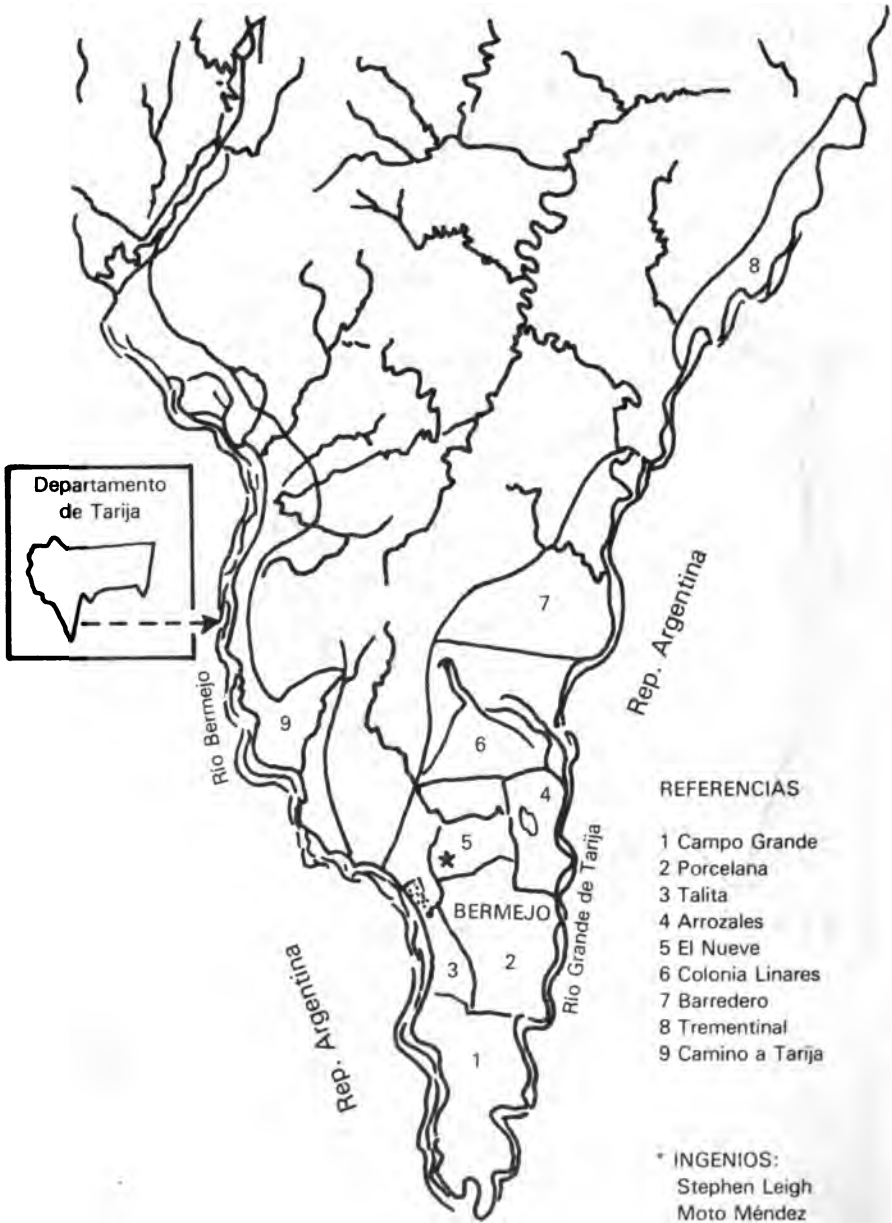 8
Departamento
de Tarija
7
Rep. Argentina
Río Bermejo
9
6
4
5
*
BERMEJO
3
2
Río Grande de Tarija
Rep. Argentina
1
REFERENCIAS
1 Campo Grande
2 Porcelana
3 Talita
4 Arrozales
5 El Nueve
6 Colonia Linares
7 Barredero
8 Trementinal
9 Camino a Tarija
* INGENIOS:
Stephen Leigh
Moto Méndez